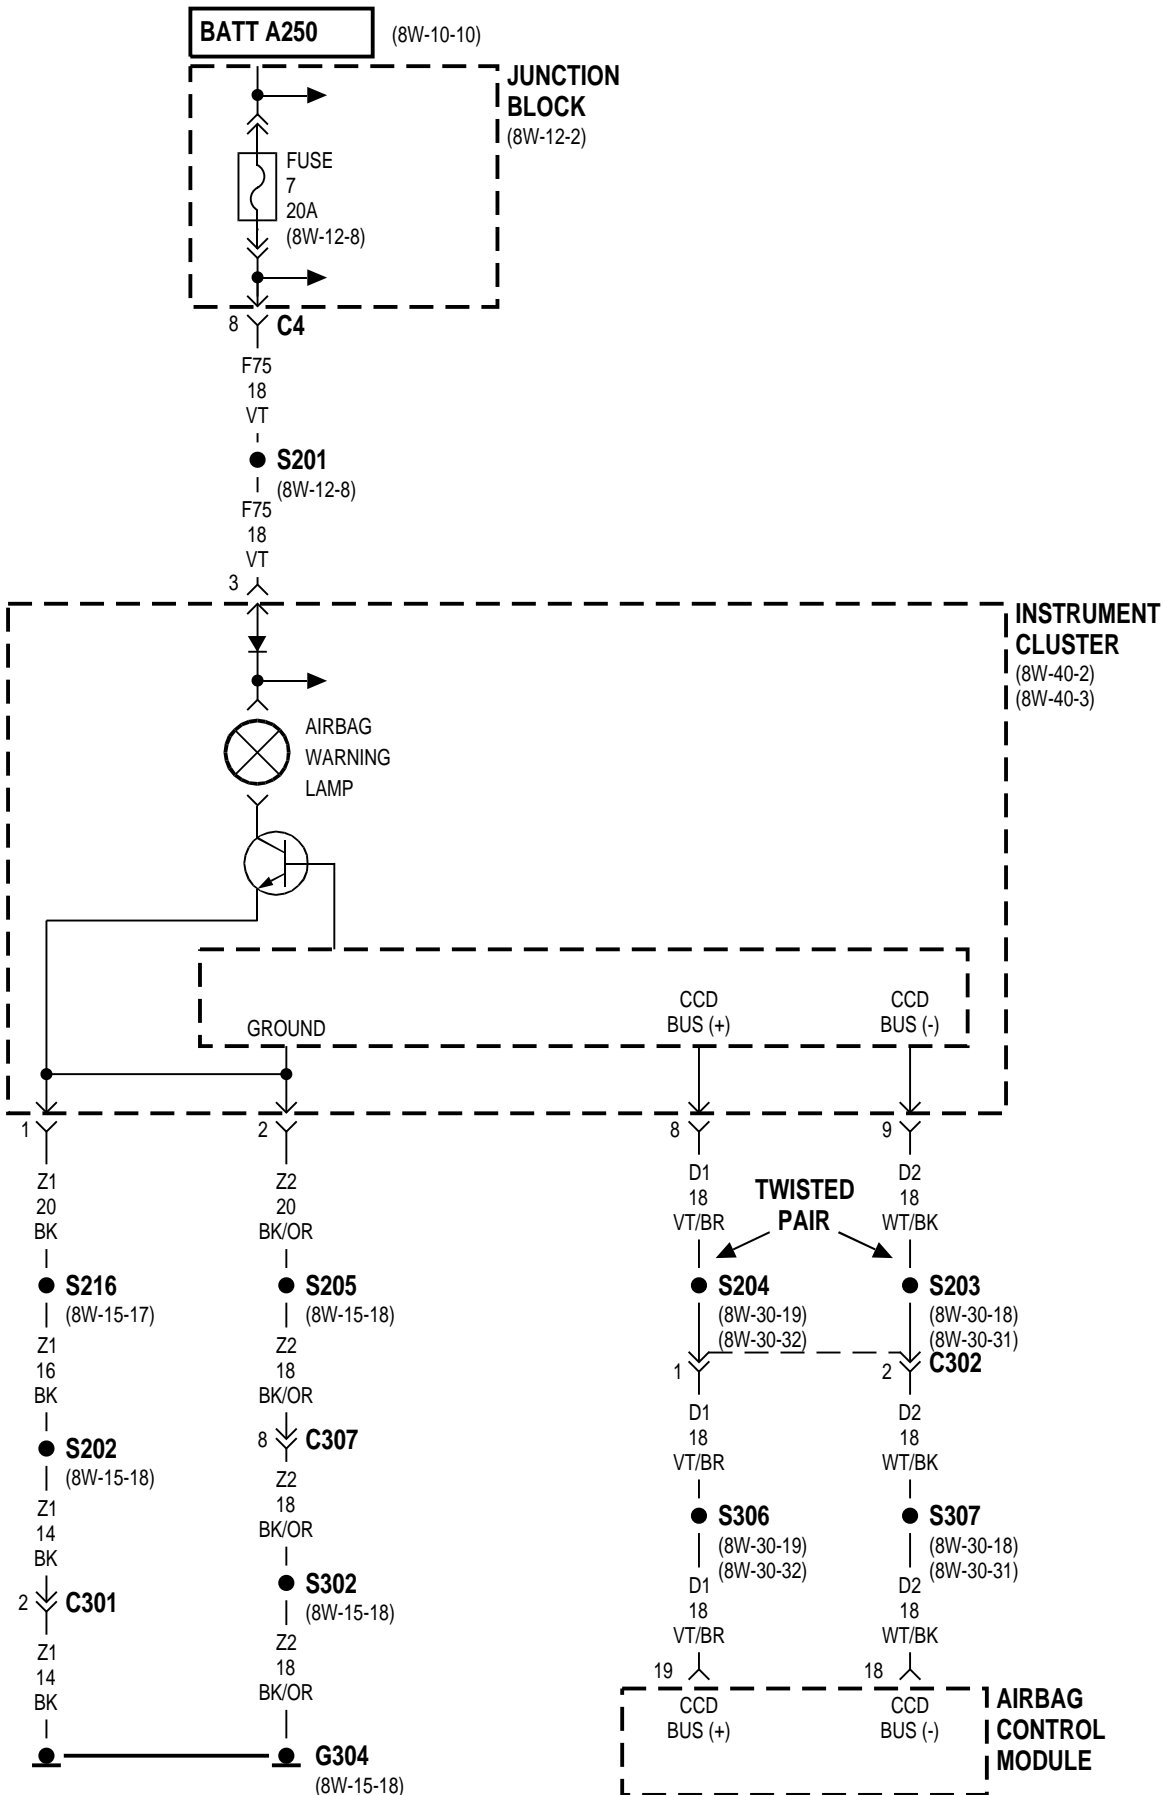 BATT A250
(8W-10-10)
JUNCTION
BLOCK
(8W-12-2)
FUSE
7
20A
(8W-12-8)
8
C4
F75
18
VT
S201
(8W-12-8)
F75
18
VT
3
INSTRUMENT
CLUSTER
(8W-40-2)
(8W-40-3)
AIRBAG
WARNING
LAMP
GROUND
CCD
BUS (+)
CCD
BUS (-)
1
2
8
9
Z1
20
BK
Z2
20
BK/OR
D1
18
VT/BR
TWISTED
PAIR
D2
18
WT/BK
S216
(8W-15-17)
S205
(8W-15-18)
S204
(8W-30-19)
(8W-30-32)
S203
(8W-30-18)
(8W-30-31)
Z1
16
BK
Z2
18
BK/OR
1
2
C302
S202
(8W-15-18)
8
C307
D1
18
VT/BR
D2
18
WT/BK
Z1
14
BK
Z2
18
BK/OR
S306
(8W-30-19)
(8W-30-32)
S307
(8W-30-18)
(8W-30-31)
2
C301
S302
(8W-15-18)
D1
18
VT/BR
D2
18
WT/BK
Z1
14
BK
Z2
18
BK/OR
19
18
CCD
BUS (+)
CCD
BUS (-)
AIRBAG
CONTROL
MODULE
G304
(8W-15-18)